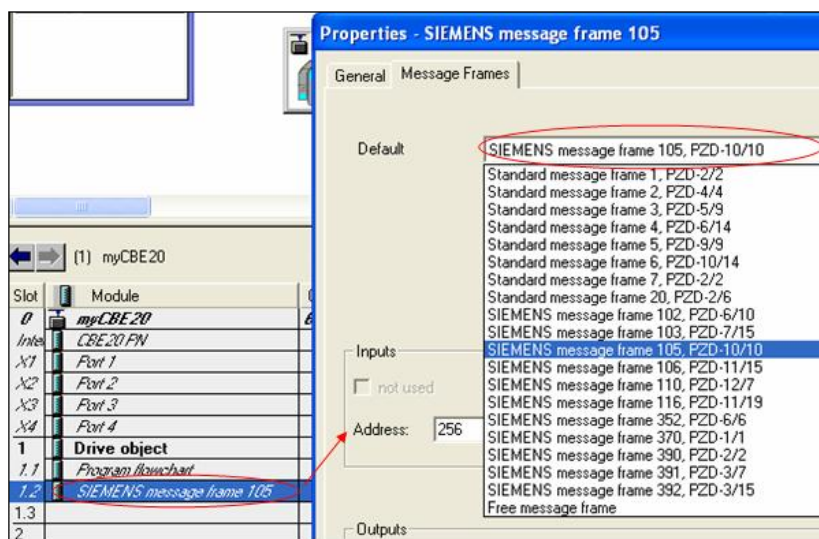 Properties - SIEMENS message frame 105
General
Message Frames
Default
SIEMENS message frame 105, PZD-10/10
Standard message frame 1, PZD-2/2
Standard message frame 2, PZD-4/4
Standard message frame 3, PZD-5/9
Standard message frame 4, PZD-6/14
Standard message frame 5, PZD-9/9
Standard message frame 6, PZD-10/14
Standard message frame 7, PZD-2/2
Standard message frame 20, PZD-2/6
SIEMENS message frame 102, PZD-6/10
SIEMENS message frame 103, PZD-7/15
SIEMENS message frame 105, PZD-10/10
SIEMENS message frame 106, PZD-11/15
SIEMENS message frame 110, PZD-12/7
SIEMENS message frame 116, PZD-11/19
SIEMENS message frame 352, PZD-6/6
SIEMENS message frame 370, PZD-1/1
SIEMENS message frame 390, PZD-2/2
SIEMENS message frame 391, PZD-3/7
SIEMENS message frame 392, PZD-3/15
Free message frame
Inputs
not used
Address: 256
Outputs
(1) myCBE20
Slot Module
0 myCBE20
Inte CBE20 PN
X1 Port 1
X2 Port 2
X3 Port 3
X4 Port 4
1 Drive object
1.1 Program flowchart
1.2 SIEMENS message frame 105
1.3
2